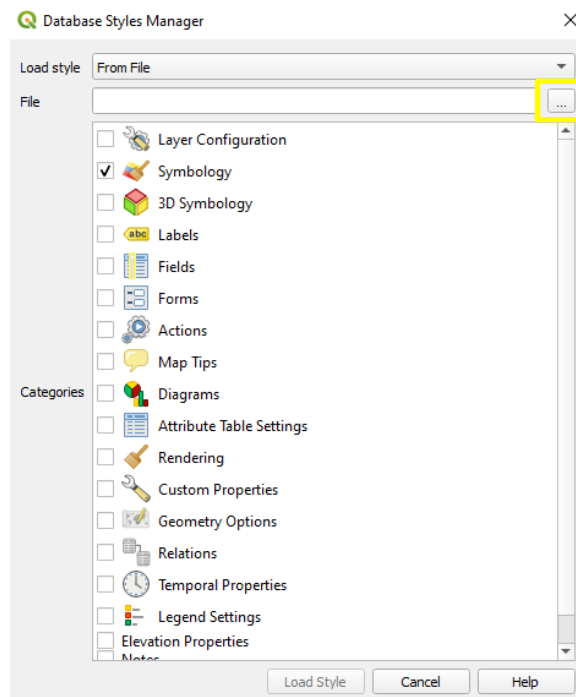 Database Styles Manager
Load style From File
File ...
Layer Configuration
Symbology
3D Symbology
abc Labels
Fields
Forms
Actions
Map Tips
Categories Diagrams
Attribute Table Settings
Rendering
Custom Properties
Geometry Options
Relations
Temporal Properties
Legend Settings
Elevation Properties
Notes
Load Style Cancel Help